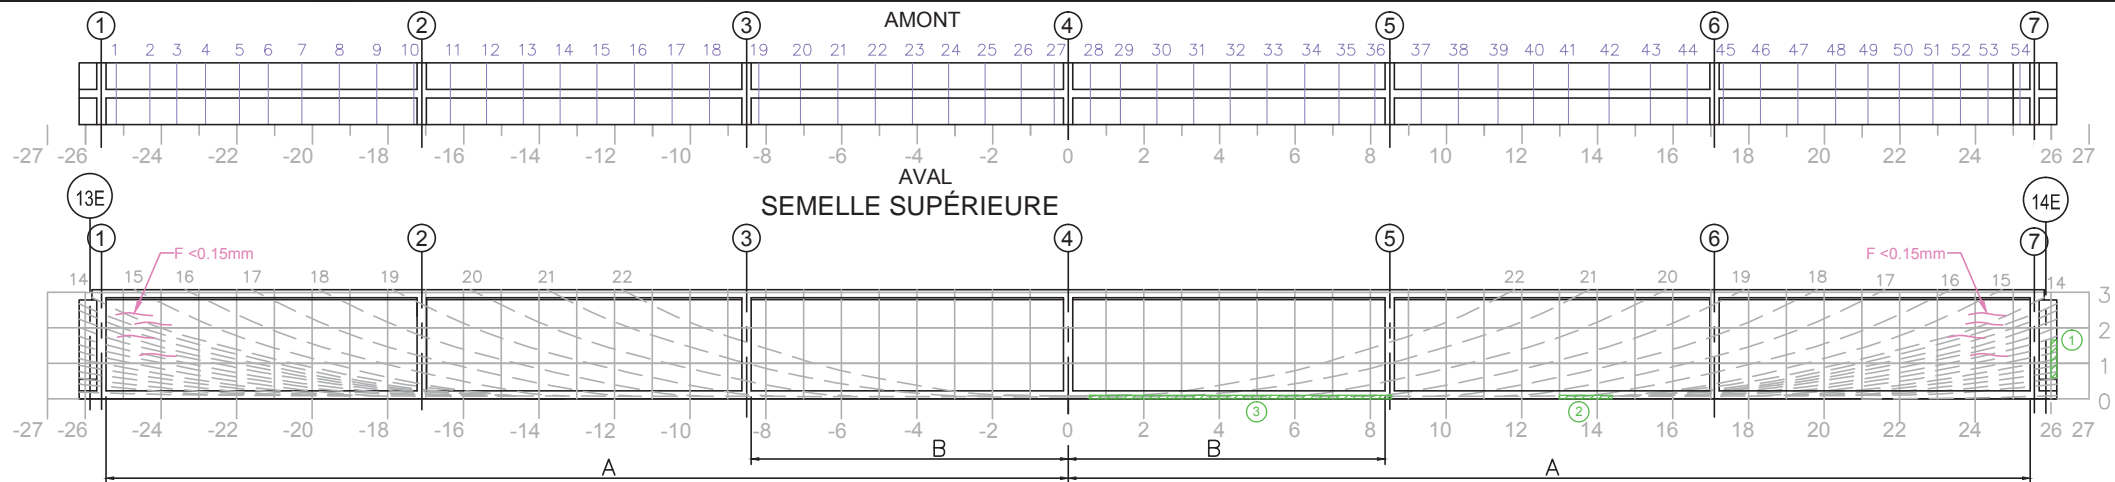 AMONT
1 2 3 4 5 6 7
1 2 3 4 5 6 7 8 9 10 11 12 13 14 15 16 17 18 19 20 21 22 23 24 25 26 27 28 29 30 31 32 33 34 35 36 37 38 39 40 41 42 43 44 45 46 47 48 49 50 51 52 53 54
-27 -26 -24 -22 -20 -18 -16 -14 -12 -10 -8 -6 -4 -2 0 2 4 6 8 10 12 14 16 18 20 22 24 26 27
AVAL
SEMELLE SUPÉRIEURE
13E 14E
1 2 3 4 5 6 7
F <0.15mm F <0.15mm
14 15 16 17 18 19 20 21 22 22 21 20 19 18 17 16 15 14
3
2
1
1
0
3 2
-27 -26 -24 -22 -20 -18 -16 -14 -12 -10 -8 -6 -4 -2 0 2 4 6 8 10 12 14 16 18 20 22 24 26 27
B B
A A